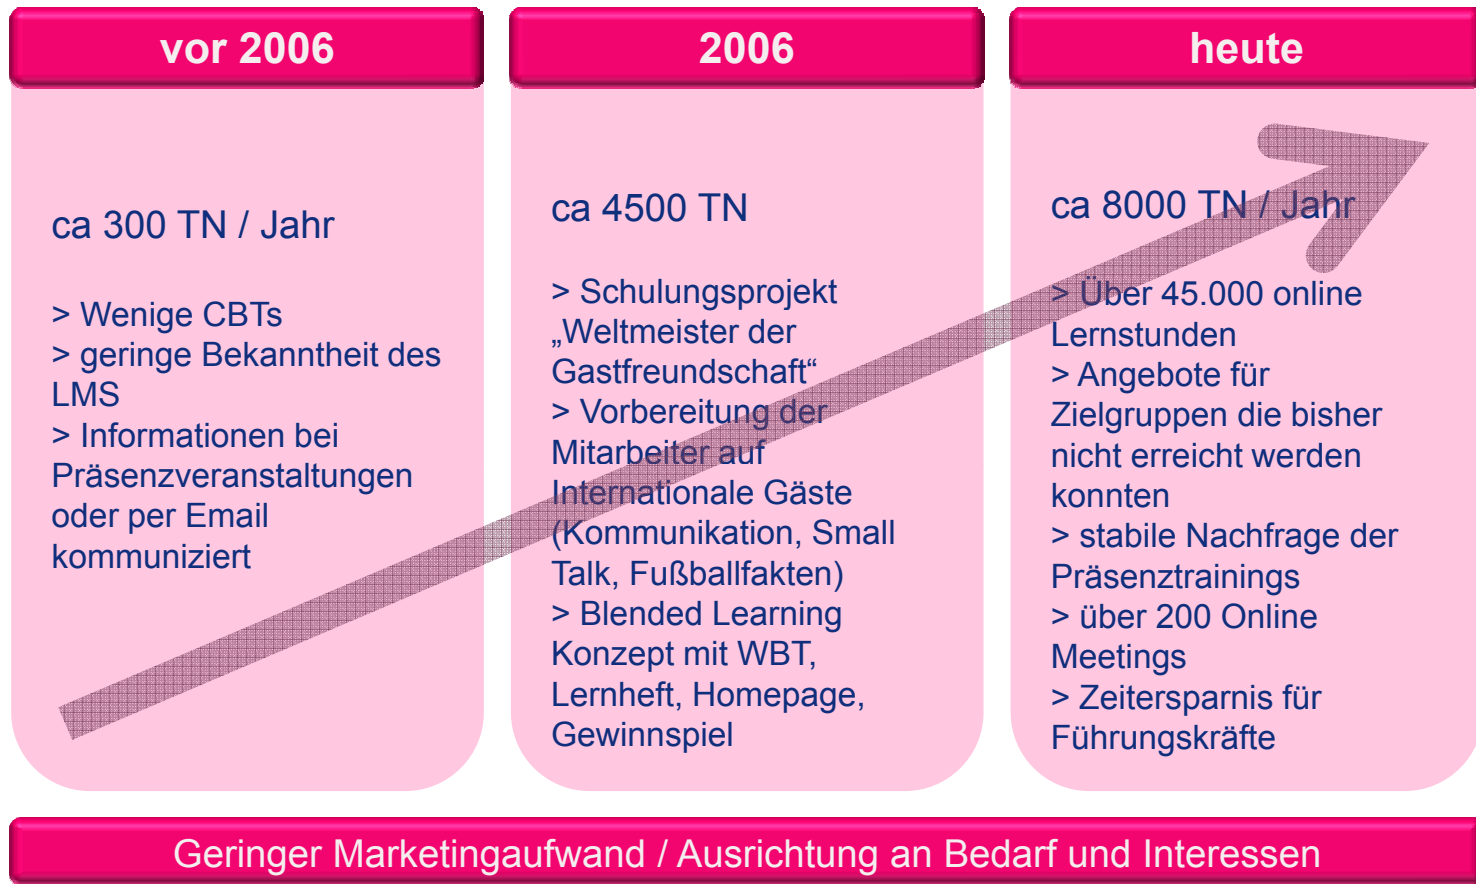 vor 2006
ca 300 TN / Jahr
> Wenige CBTs
> geringe Bekanntheit des
LMS
> Informationen bei
Präsenzveranstaltungen
oder per Email
kommuniziert
2006
ca 4500 TN
> Schulungsprojekt
„Weltmeister der
Gastfreundschaft“
> Vorbereitung der
Mitarbeiter auf
Internationale Gäste
(Kommunikation, Small
Talk, Fußballfakten)
> Blended Learning
Konzept mit WBT,
Lernheft, Homepage,
Gewinnspiel
heute
ca 8000 TN / Jahr
> Über 45.000 online
Lernstunden
> Angebote für
Zielgruppen die bisher
nicht erreicht werden
konnten
> stabile Nachfrage der
Präsenztrainings
> über 200 Online
Meetings
> Zeitersparnis für
Führungskräfte
Geringer Marketingaufwand / Ausrichtung an Bedarf und Interessen